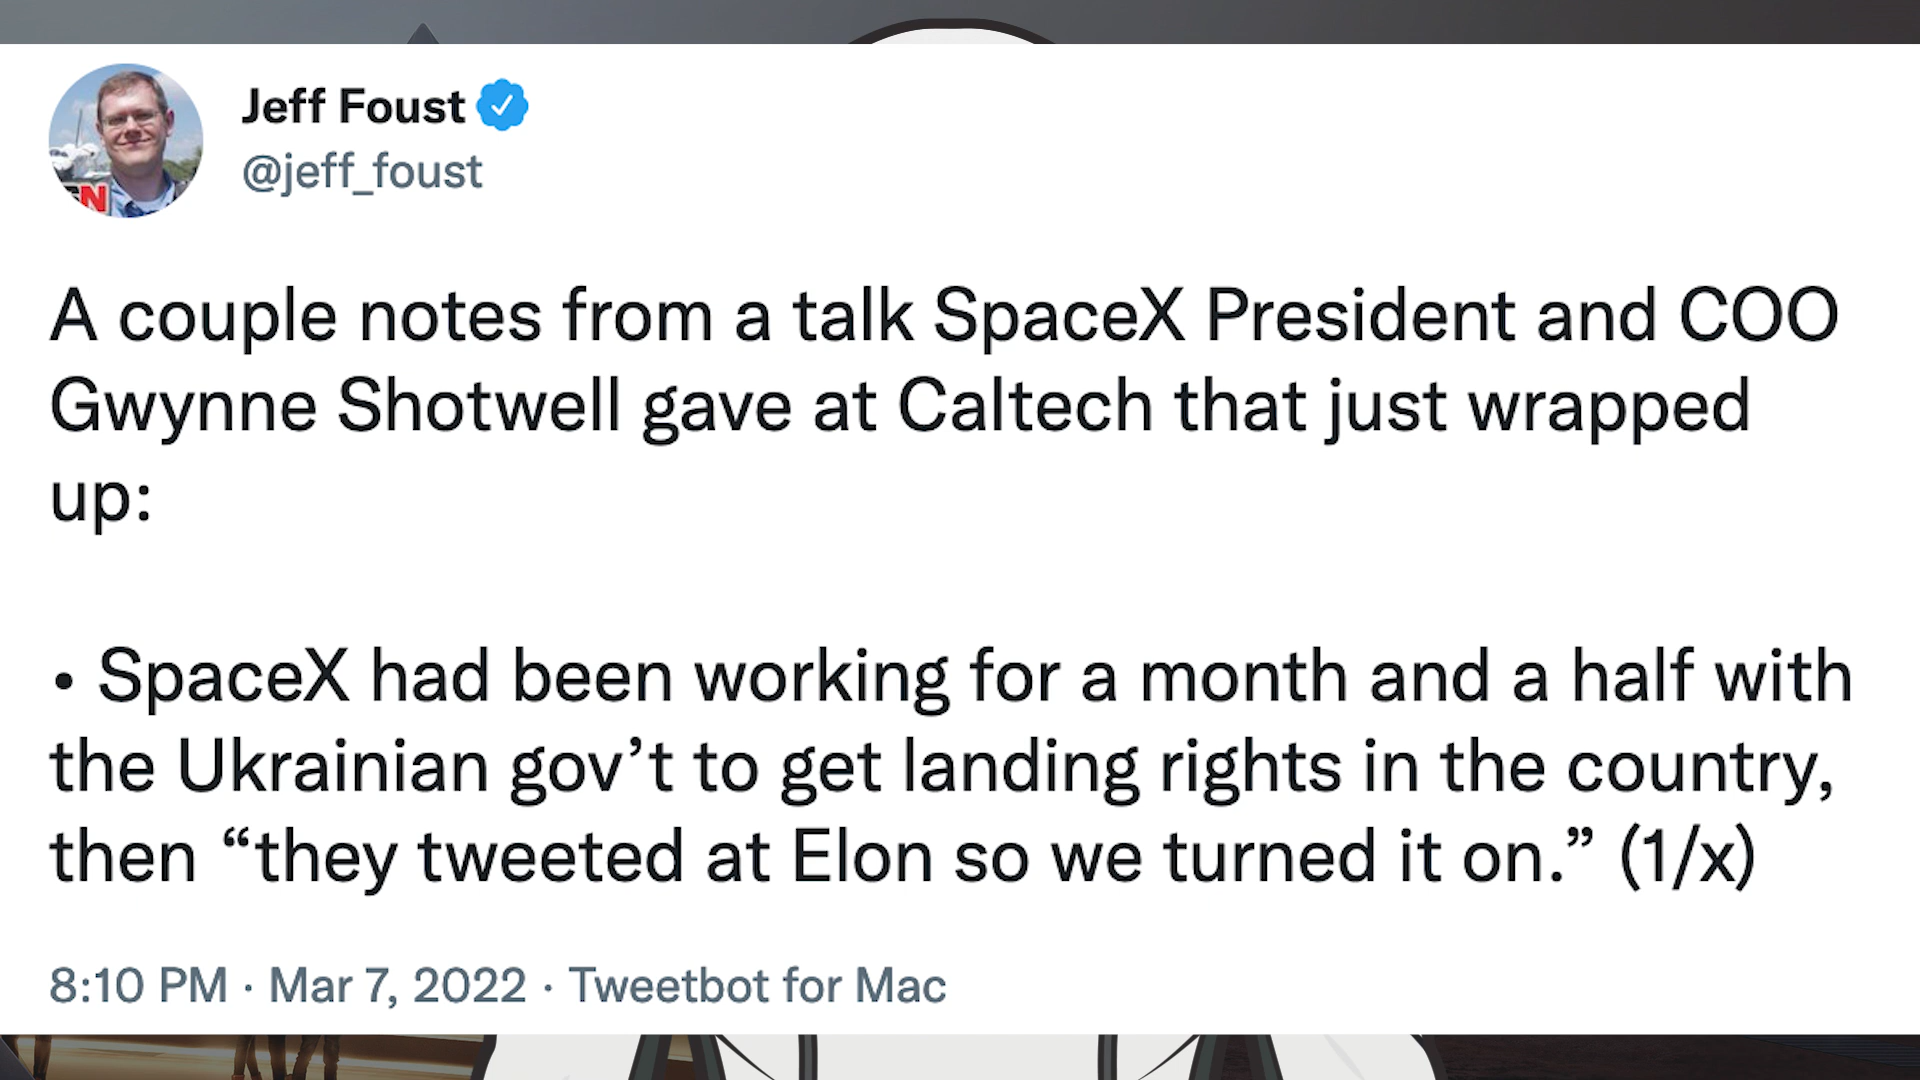 Jeff Foust
@jeff_foust
A couple notes from a talk SpaceX President and COO
Gwynne Shotwell gave at Caltech that just wrapped
up:
• SpaceX had been working for a month and a half with
the Ukrainian gov’t to get landing rights in the country,
then “they tweeted at Elon so we turned it on.” (1/x)
8:10 PM · Mar 7, 2022 · Tweetbot for Mac